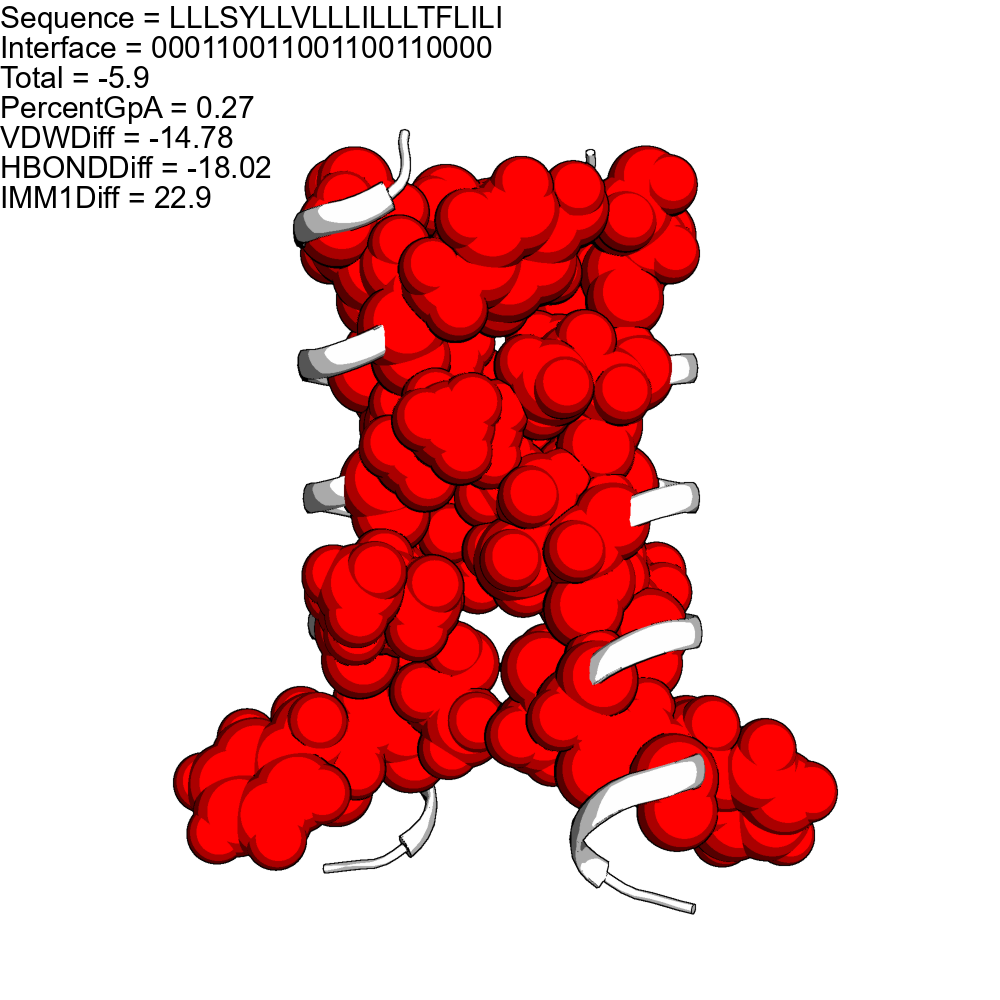 Sequence = LLLSYLLVLLLILLLTFLILI
Interface = 000110011001100110000
Total = -5.9
PercentGpA = 0.27
VDWDiff = -14.78
HBONDDiff = -18.02
IMM1Diff = 22.9